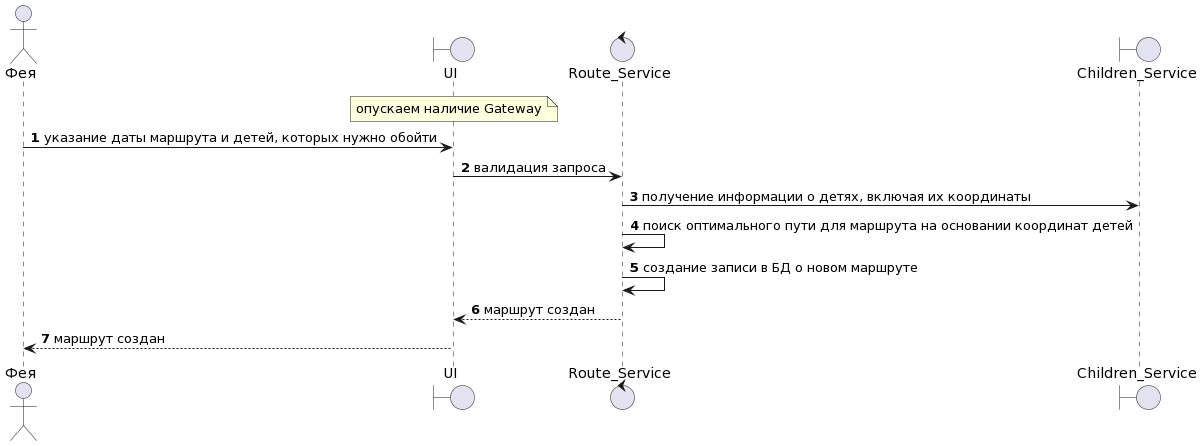 Фея
UI
Route_Service
Children_Service
опускаем наличие Gateway
1 указание даты маршрута и детей, которых нужно обойти
2 валидация запроса
3 получение информации о детях, включая их координаты
4 поиск оптимального пути для маршрута на основании координат детей
5 создание записи в БД о новом маршруте
6 маршрут создан
7 маршрут создан
Фея
UI
Route_Service
Children_Service